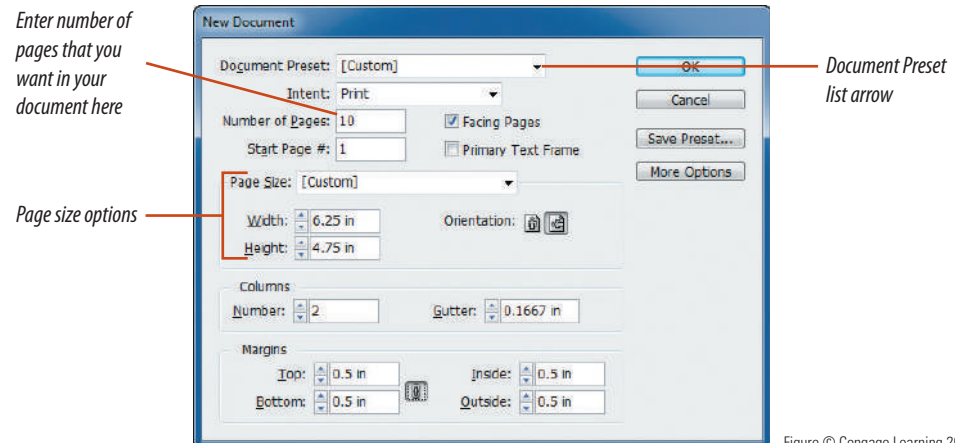 Enter number of
pages that you
want in your
document here
Page size options
New Document
Document Preset: [Custom]
Intent: Print
Number of Pages: 10
Facing Pages
Start Page #: 1
Primary Text Frame
Page Size: [Custom]
Width: 6.25 in
Orientation:
Height: 4.75 in
Columns
Number: 2
Gutter: 0.1667 in
Margins
Top: 0.5 in
Inside: 0.5 in
Bottom: 0.5 in
Outside: 0.5 in
OK
Cancel
Save Preset...
More Options
Document Preset
list arrow
Figure © Cengage Learning